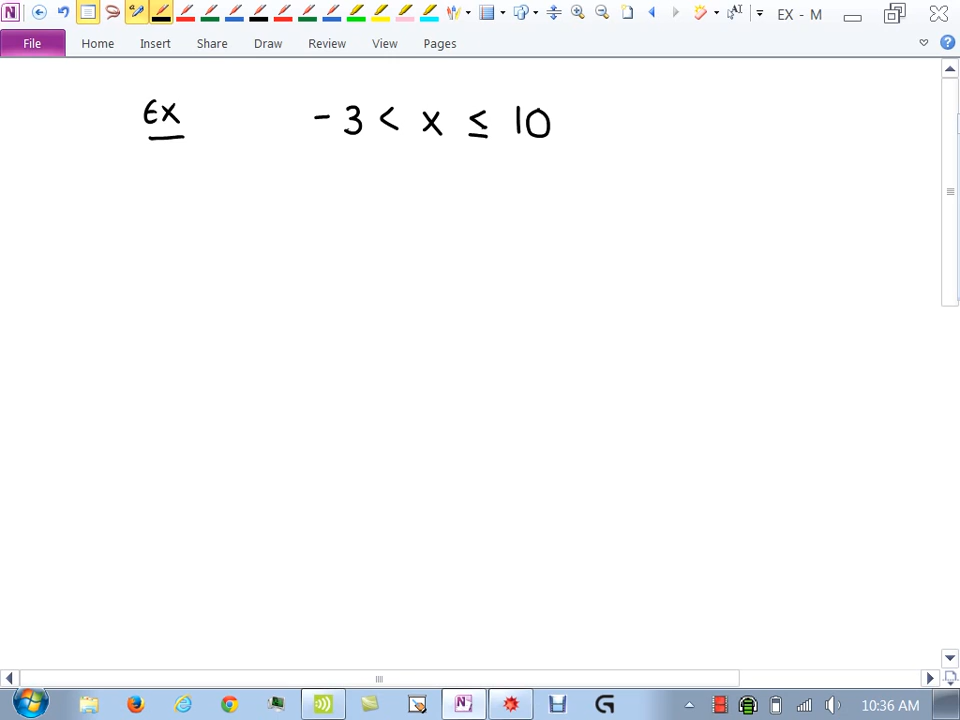 EX - M
File Home Insert Share Draw Review View Pages
Ex -3 < x ≤ 10
10:36 AM